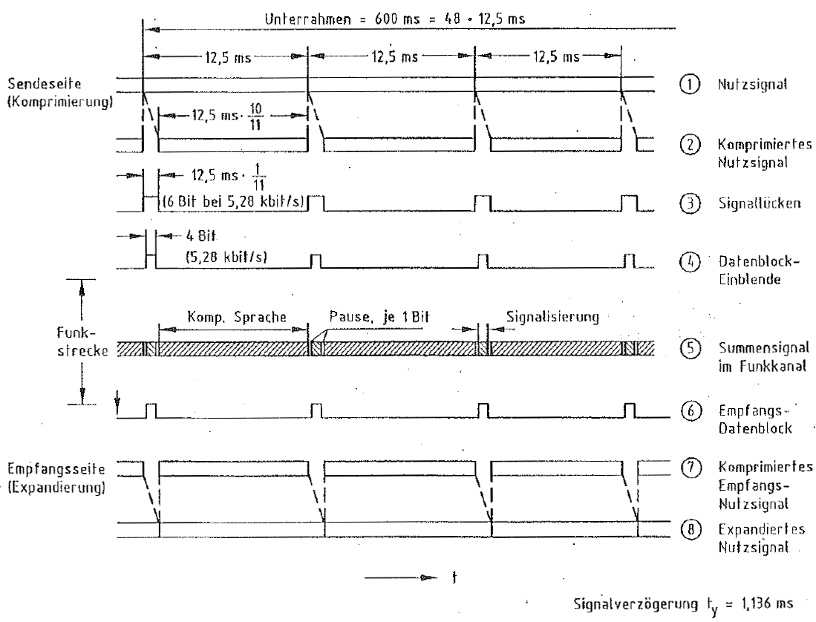 Unterrahmen = 600 ms = 48 · 12,5 ms
12,5 ms
12,5 ms
12,5 ms
Sendeseite
(Komprimierung)
① Nutzsignal
12,5 ms · 10/11
② Komprimiertes
Nutzsignal
12,5 ms · 1/11
(6 Bit bei 5,28 kbit/s)
③ Signallücken
4 Bit
(5,28 kbit/s)
④ Datenblock-
Einblende
Komp. Sprache
Pause, je 1 Bit
Signalisierung
Funk-
strecke
⑤ Summensignal
im Funkkanal
⑥ Empfangs-
Datenblock
Empfangsseite
(Expandierung)
⑦ Komprimiertes
Empfangs-
Nutzsignal
⑧ Expandiertes
Nutzsignal
t
Signalverzögerung ty = 1,136 ms